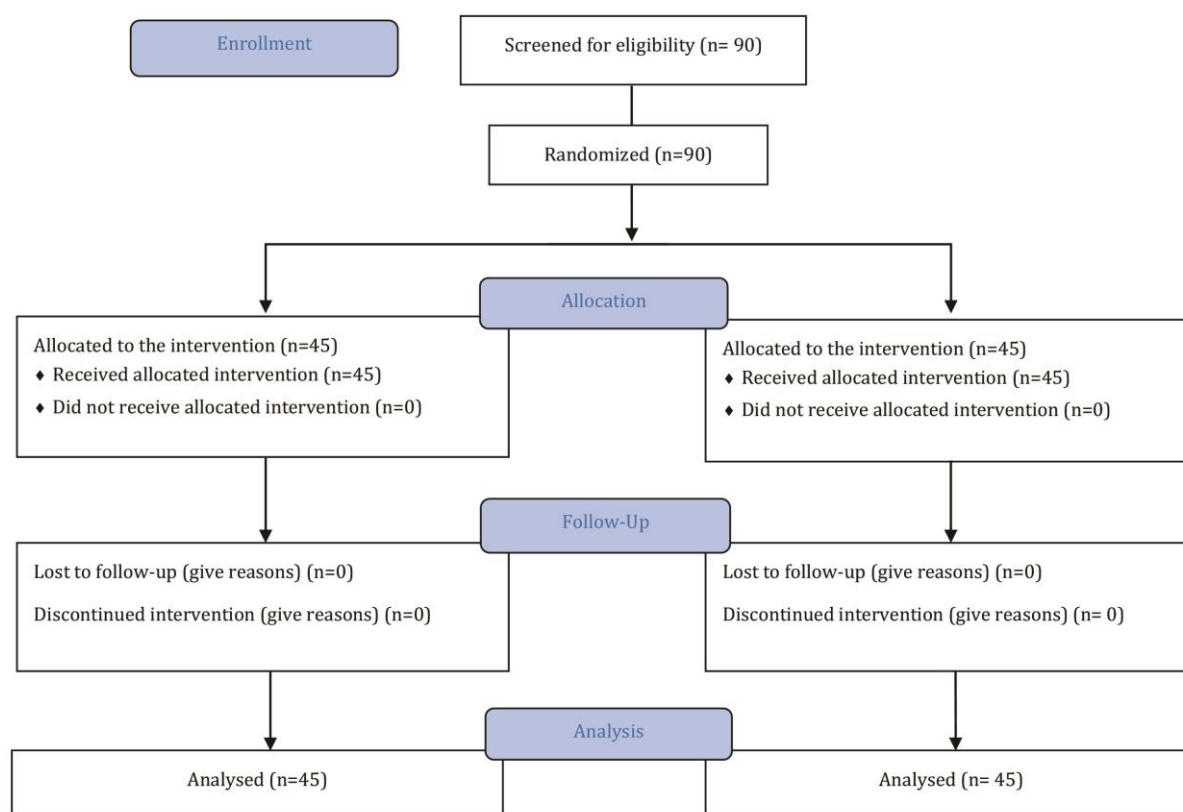 Enrollment
Screened for eligibility (n= 90)
Randomized (n=90)
Allocation
Allocated to the intervention (n=45)
♦ Received allocated intervention (n=45)
♦ Did not receive allocated intervention (n=0)
Allocated to the intervention (n=45)
♦ Received allocated intervention (n=45)
♦ Did not receive allocated intervention (n=0)
Follow-Up
Lost to follow-up (give reasons) (n=0)
Discontinued intervention (give reasons) (n=0)
Lost to follow-up (give reasons) (n=0)
Discontinued intervention (give reasons) (n= 0)
Analysis
Analysed (n=45)
Analysed (n= 45)